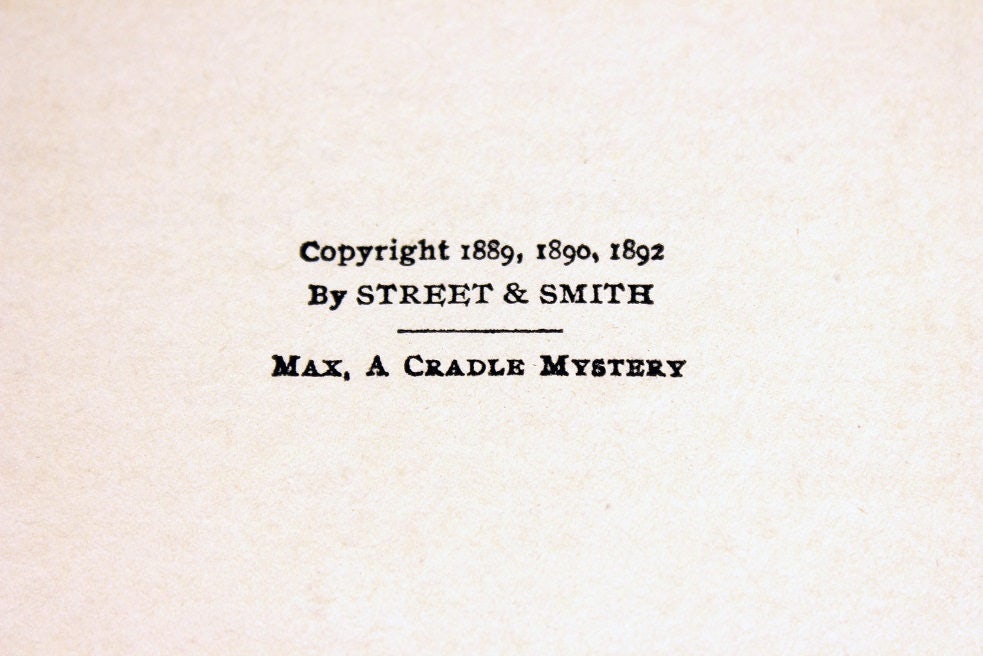 Copyright 1889, 1890, 1892
By STREET & SMITH
MAX, A CRADLE MYSTERY